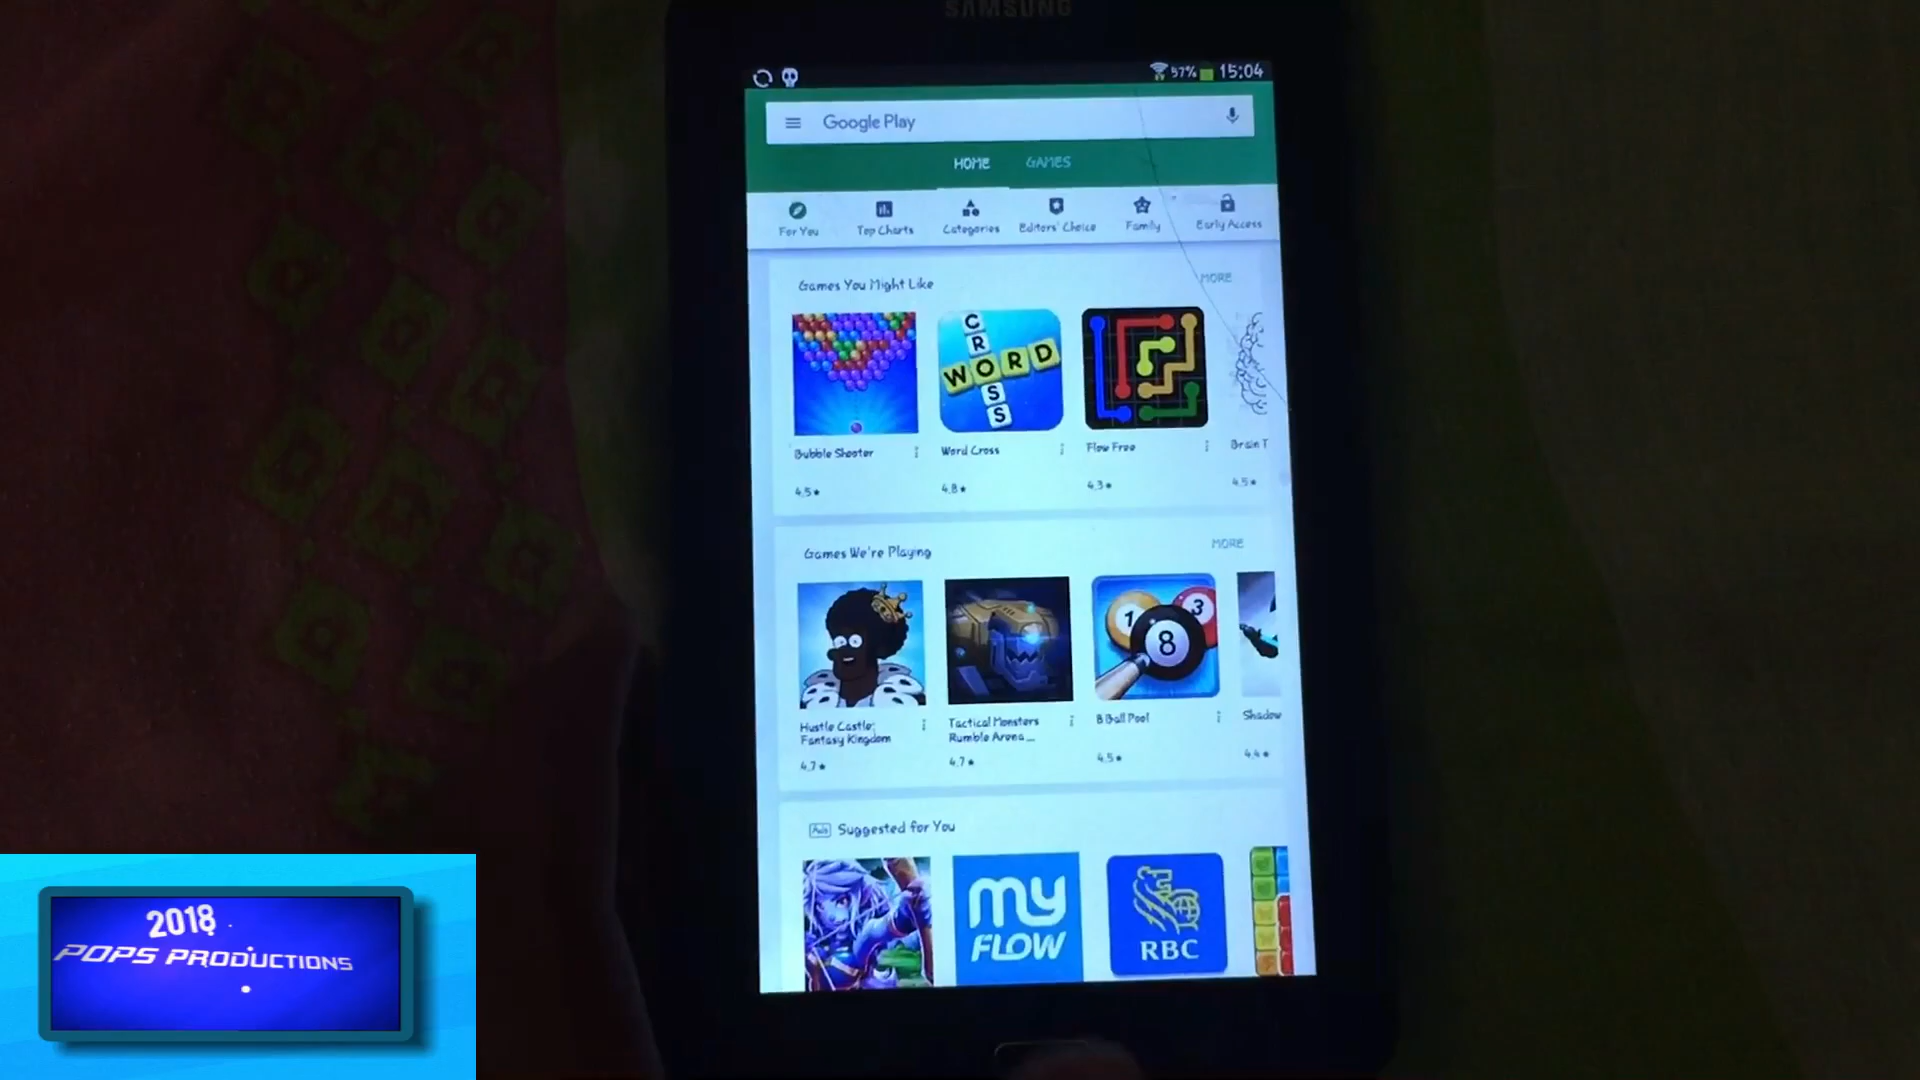 SAMSUNG
57% 15:04
Google Play
HOME GAMES
For You Top Charts Categories Editors' Choice Family Early Access
Games You Might Like MORE
C
R
WORD
S
S
Bubble Shooter Word Cross Flow Free Brain T
4.5★ 4.8★ 4.3★ 4.5★
Games We're Playing MORE
1 3
8
Hustle Castle: Tactical Monsters 8 Ball Pool Shadow
Fantasy Kingdom Rumble Arena ...
4.7★ 4.7★ 4.5★ 4.4★
Ads Suggested for You
my
FLOW
RBC
2018
POPS PRODUCTIONS